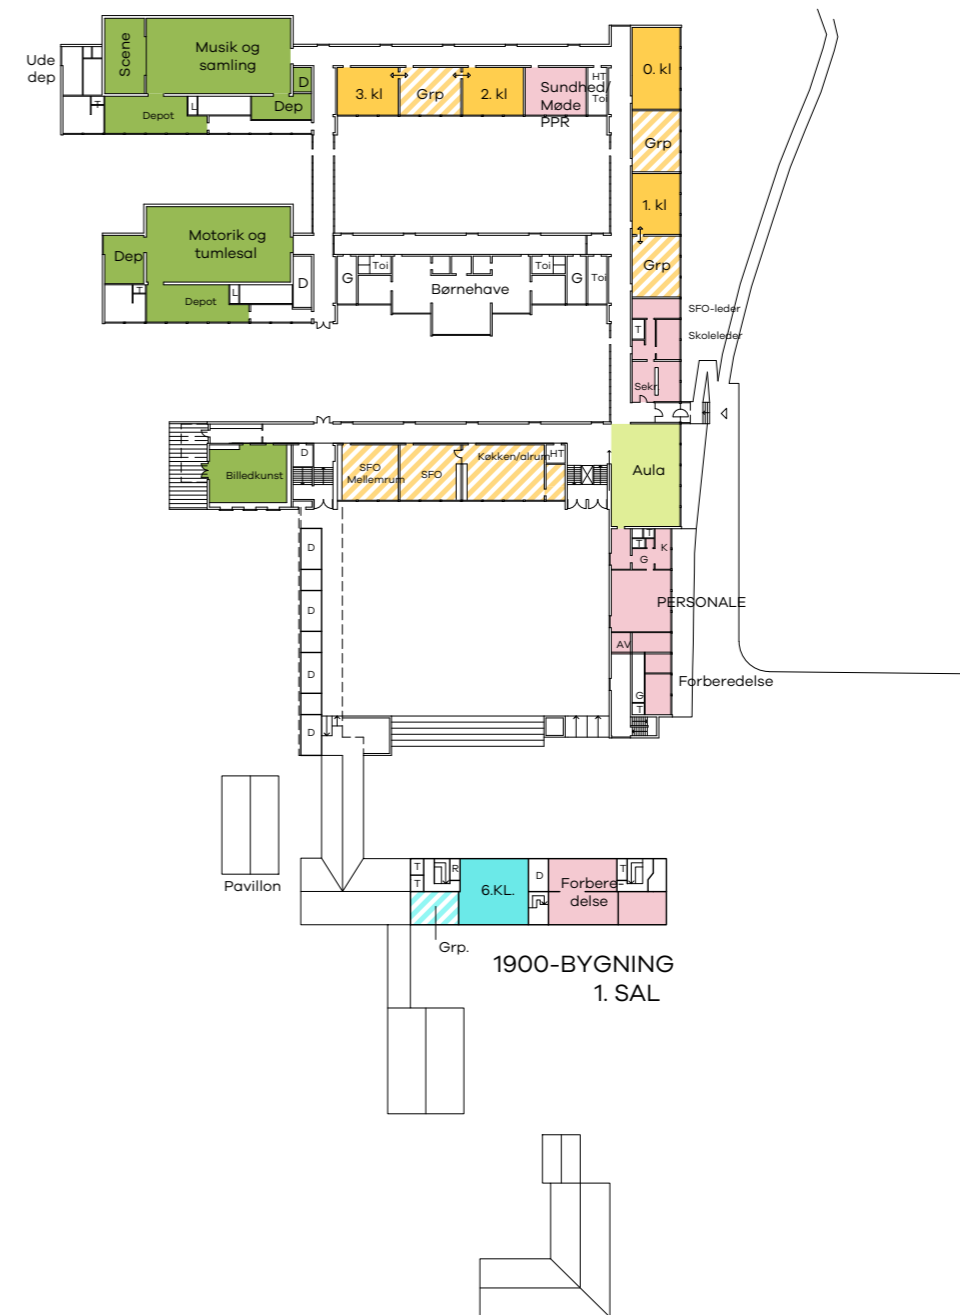 Scene
Musik og
samling
Ude
dep
D
Dep
T
L
Depot
3. kl
Grp
2. kl
Sundhed/
Møde
PPR
HT
Toi
0. kl
Grp
1. kl
Grp
Motorik og
tumlesal
Dep
D
T
L
Depot
G
Toi
Børnehave
Toi
G
Toi
SFO-leder
T
Skoleleder
Sekr.
Billedkunst
D
SFO
Mellemrum
SFO
Køkken/alrum
HT
Aula
T
T
K
G
PERSONALE
AV
Forberedelse
G
T
D
D
D
D
Pavillon
T
T
R
6.KL.
D
Forbere-
delse
T
Grp.
1900-BYGNING
1. SAL